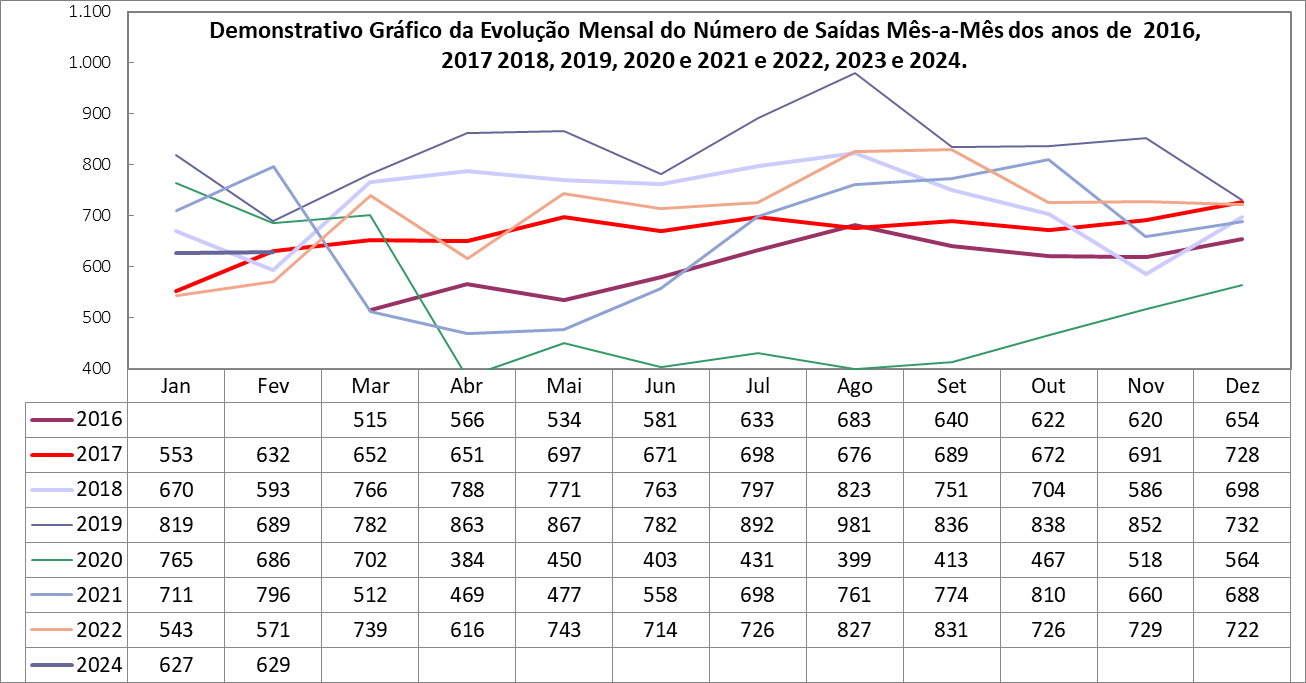 Demonstrativo Gráfico da Evolução Mensal do Número de Saídas Mês-a-Mês dos anos de 2016,
2017 2018, 2019, 2020 e 2021 e 2022, 2023 e 2024.
1.100
1.000
900
800
700
600
500
400
Jan Fev Mar Abr Mai Jun Jul Ago Set Out Nov Dez
2016 515 566 534 581 633 683 640 622 620 654
2017 553 632 652 651 697 671 698 676 689 672 691 728
2018 670 593 766 788 771 763 797 823 751 704 586 698
2019 819 689 782 863 867 782 892 981 836 838 852 732
2020 765 686 702 384 450 403 431 399 413 467 518 564
2021 711 796 512 469 477 558 698 761 774 810 660 688
2022 543 571 739 616 743 714 726 827 831 726 729 722
2024 627 629